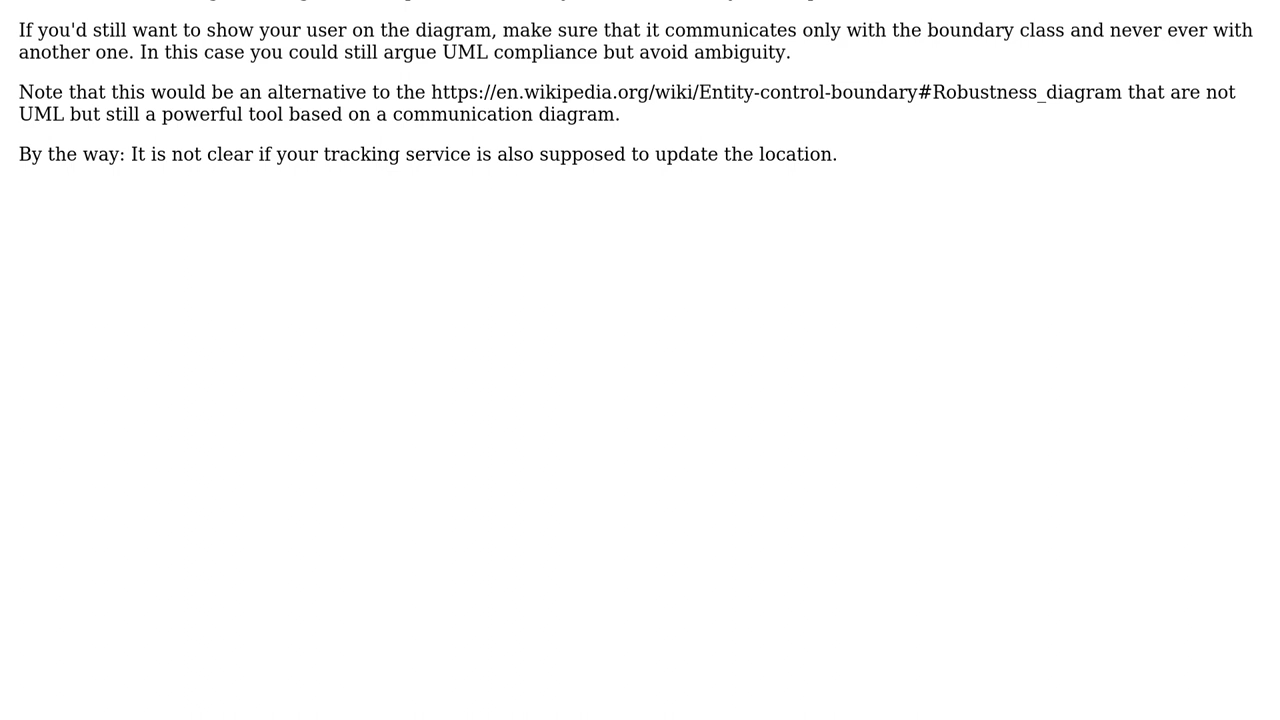 If you'd still want to show your user on the diagram, make sure that it communicates only with the boundary class and never ever with
another one. In this case you could still argue UML compliance but avoid ambiguity.
Note that this would be an alternative to the https://en.wikipedia.org/wiki/Entity-control-boundary#Robustness_diagram that are not
UML but still a powerful tool based on a communication diagram.
By the way: It is not clear if your tracking service is also supposed to update the location.